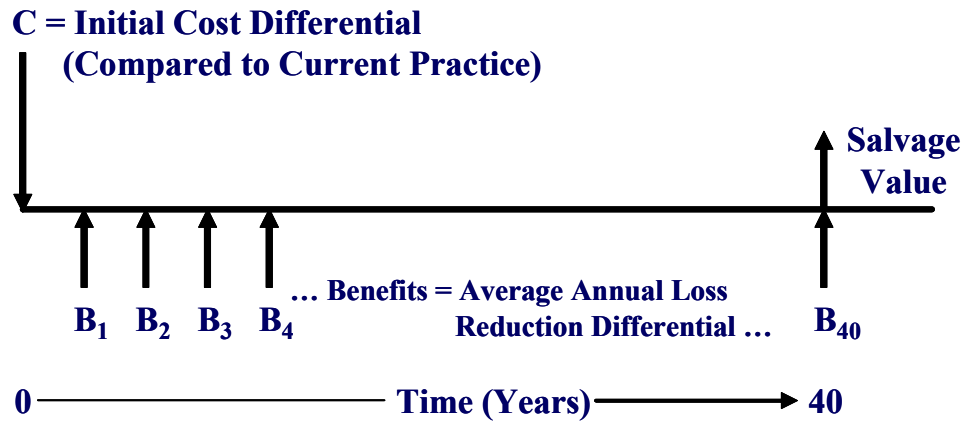 C = Initial Cost Differential
(Compared to Current Practice)
Salvage
Value
… Benefits = Average Annual Loss
B₁ B₂ B₃ B₄ Reduction Differential … B₄₀
0 Time (Years) 40